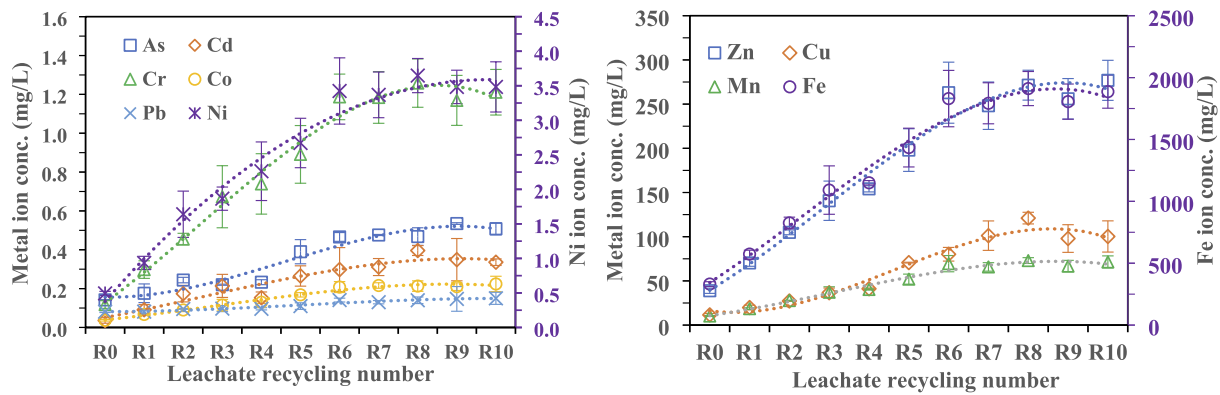 1.6
1.4
1.2
1.0
0.8
0.6
0.4
0.2
0.0
Metal ion conc. (mg/L)
As
Cd
Cr
Co
Pb
Ni
4.5
4.0
3.5
3.0
2.5
2.0
1.5
1.0
0.5
0.0
Ni ion conc. (mg/L)
R0 R1 R2 R3 R4 R5 R6 R7 R8 R9 R10
Leachate recycling number
350
300
250
200
150
100
50
0
Metal ion conc. (mg/L)
Zn
Cu
Mn
Fe
2500
2000
1500
1000
500
0
Fe ion conc. (mg/L)
R0 R1 R2 R3 R4 R5 R6 R7 R8 R9 R10
Leachate recycling number